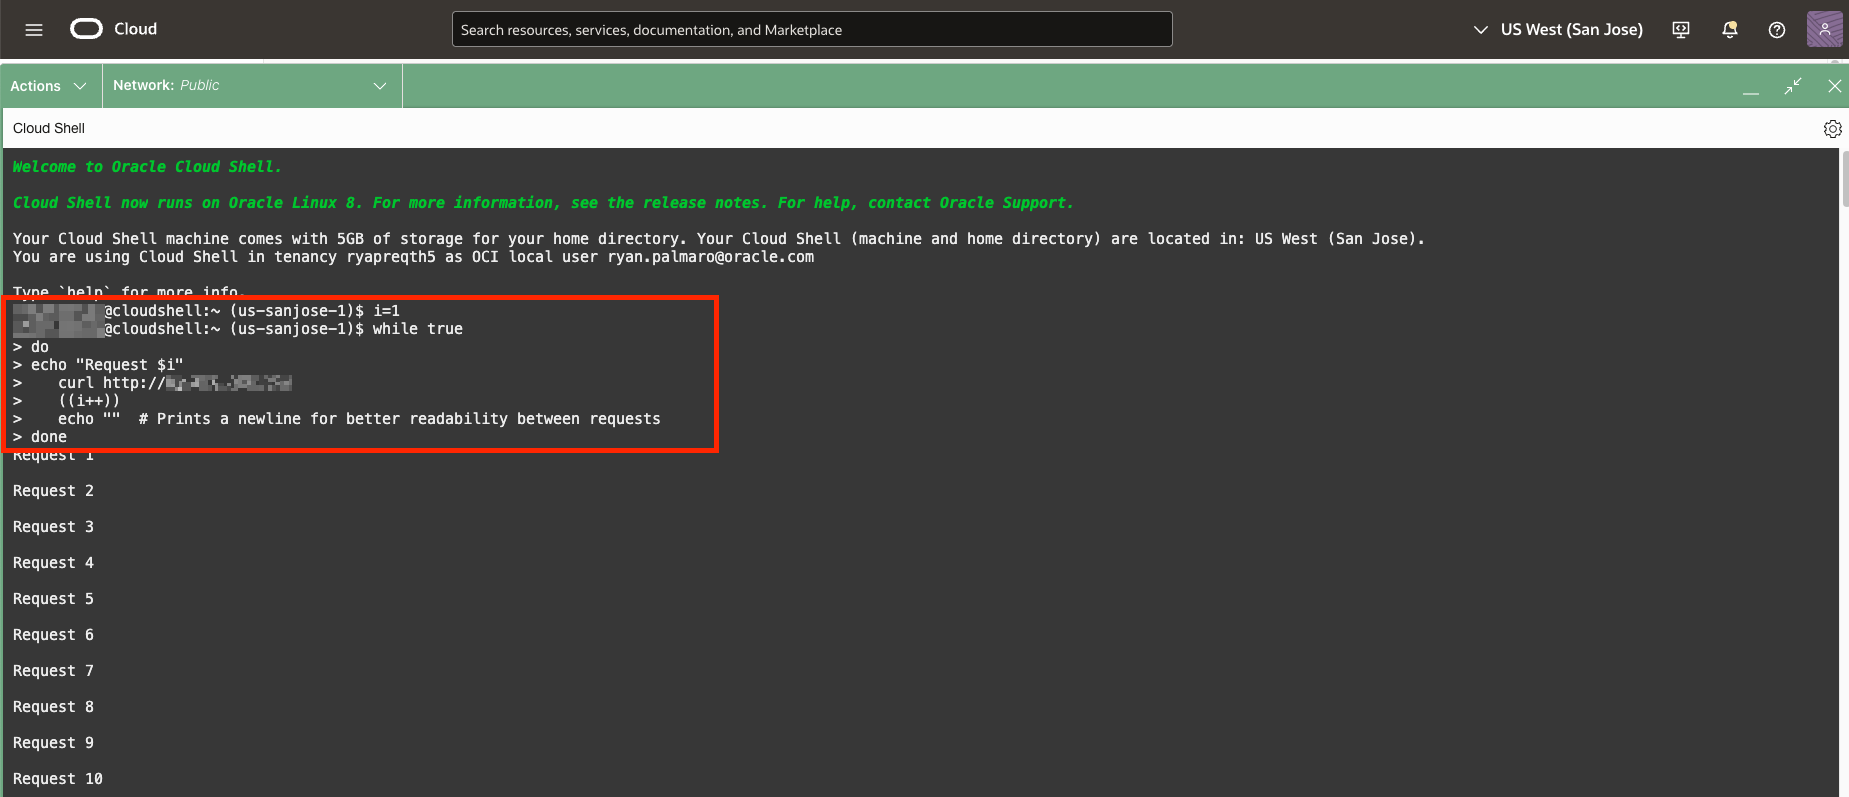 Cloud
Search resources, services, documentation, and Marketplace
US West (San Jose)
Actions
Network: Public
Cloud Shell
Welcome to Oracle Cloud Shell.
Cloud Shell now runs on Oracle Linux 8. For more information, see the release notes. For help, contact Oracle Support.
Your Cloud Shell machine comes with 5GB of storage for your home directory. Your Cloud Shell (machine and home directory) are located in: US West (San Jose).
You are using Cloud Shell in tenancy ryapreqth5 as OCI local user ryan.palmaro@oracle.com
Type `help` for more info.
@cloudshell:~ (us-sanjose-1)$ i=1
@cloudshell:~ (us-sanjose-1)$ while true
> do
> echo "Request $i"
>    curl http://
>    ((i++))
>    echo ""  # Prints a newline for better readability between requests
> done
Request 1
Request 2
Request 3
Request 4
Request 5
Request 6
Request 7
Request 8
Request 9
Request 10